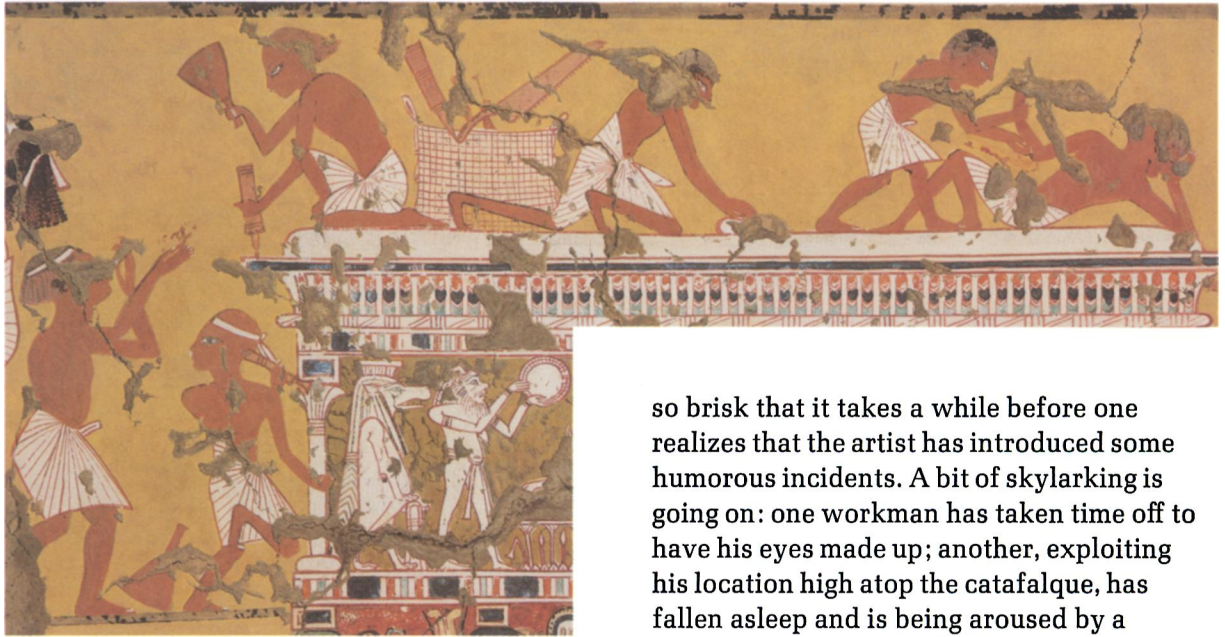 so brisk that it takes a while before one
realizes that the artist has introduced some
humorous incidents. A bit of skylarking is
going on: one workman has taken time off to
have his eyes made up; another, exploiting
his location high atop the catafalque, has
fallen asleep and is being aroused by a